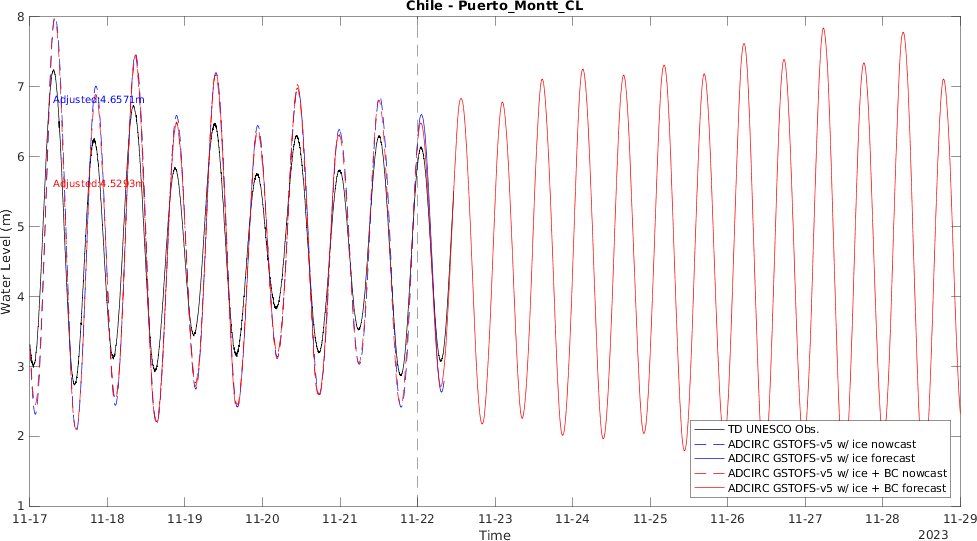 Chile - Puerto_Montt_CL
8
7
6
5
4
3
2
1
Water Level (m)
Adjusted:4.6571m
Adjusted:4.5293m
TD UNESCO Obs.
ADCIRC GSTOFS-v5 w/ ice nowcast
ADCIRC GSTOFS-v5 w/ ice forecast
ADCIRC GSTOFS-v5 w/ ice + BC nowcast
ADCIRC GSTOFS-v5 w/ ice + BC forecast
11-17 11-18 11-19 11-20 11-21 11-22 11-23 11-24 11-25 11-26 11-27 11-28 11-29
Time
2023